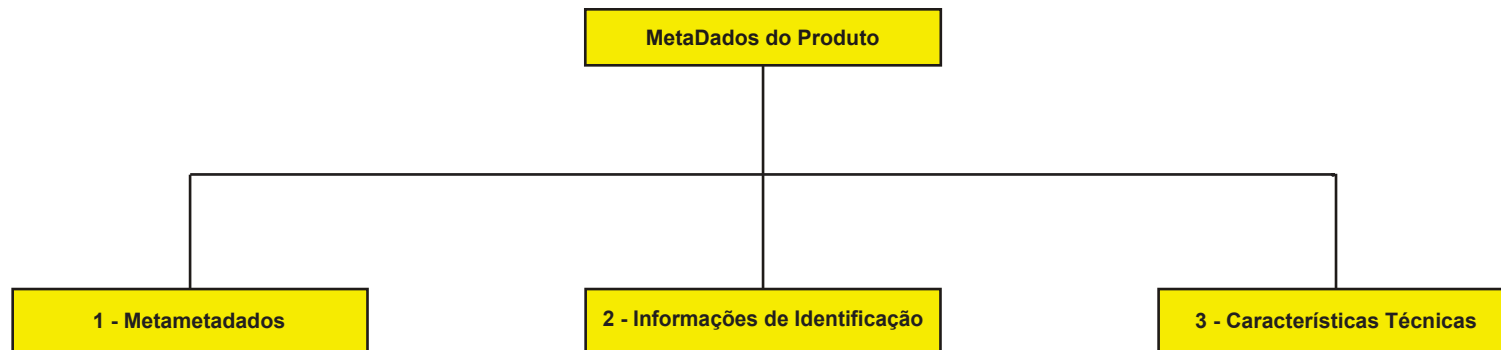 MetaDados do Produto
1 - Metametadados
2 - Informações de Identificação
3 - Características Técnicas